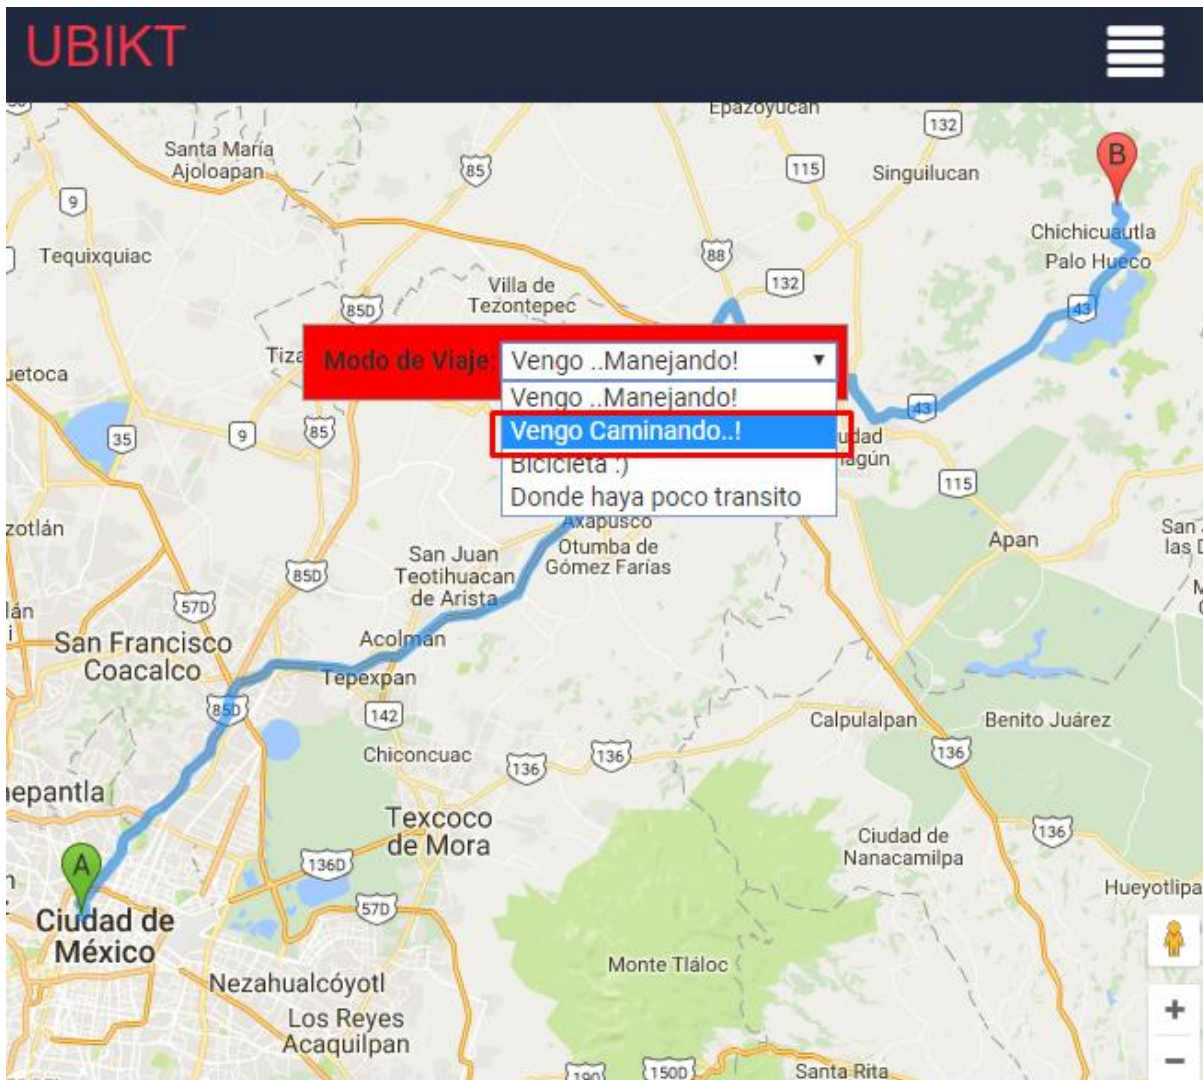 UBIKT
Epazoyucan
132
Santa María
Ajoloapan
85
115
Singuilucan
B
9
Chichicuautla
Palo Hueco
Tequixquiac
88
132
Villa de
Tezontepec
85D
43
Modo de Viaje:
Vengo ..Manejando!
Vengo ..Manejando!
Vengo Caminando..!
Bicicleta :)
Donde haya poco transito
43
35
9
85
115
Axapusco
Otumba de
Gómez Farías
Apan
San Juan
Teotihuacan
de Arista
85D
57D
San Francisco
Coacalco
Acolman
Tepexpan
85D
142
Calpulalpan
Benito Juárez
Chiconcuac
136
136
136
Texcoco
de Mora
136
Ciudad de
Nanacamilpa
136D
A
57D
Ciudad de
México
Monte Tláloc
Nezahualcóyotl
Los Reyes
Acaquilpan
+
190
150D
Santa Rita
−